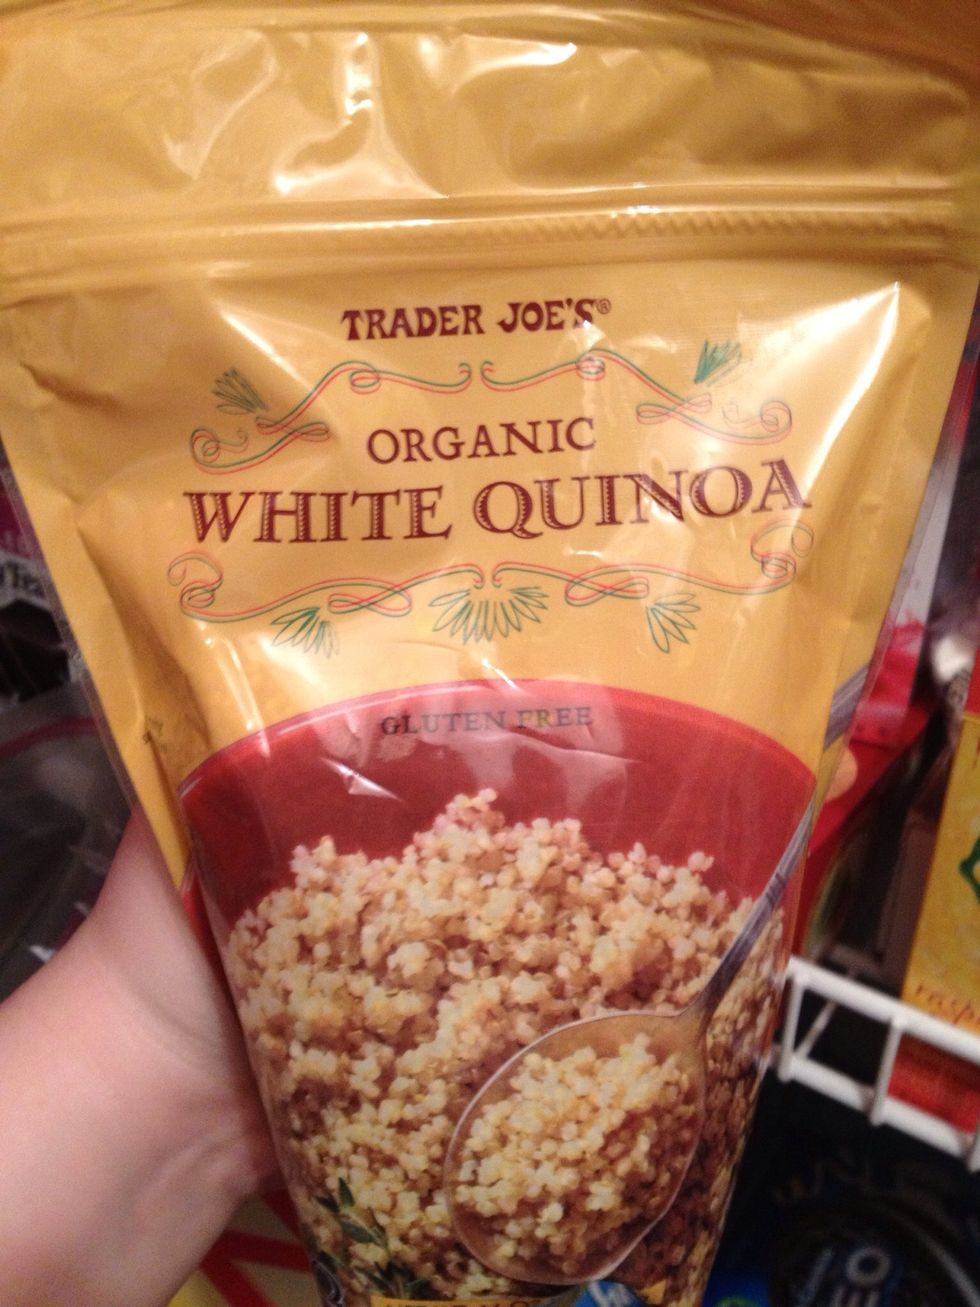 TRADER JOE'S®
ORGANIC
WHITE QUINOA
GLUTEN FREE